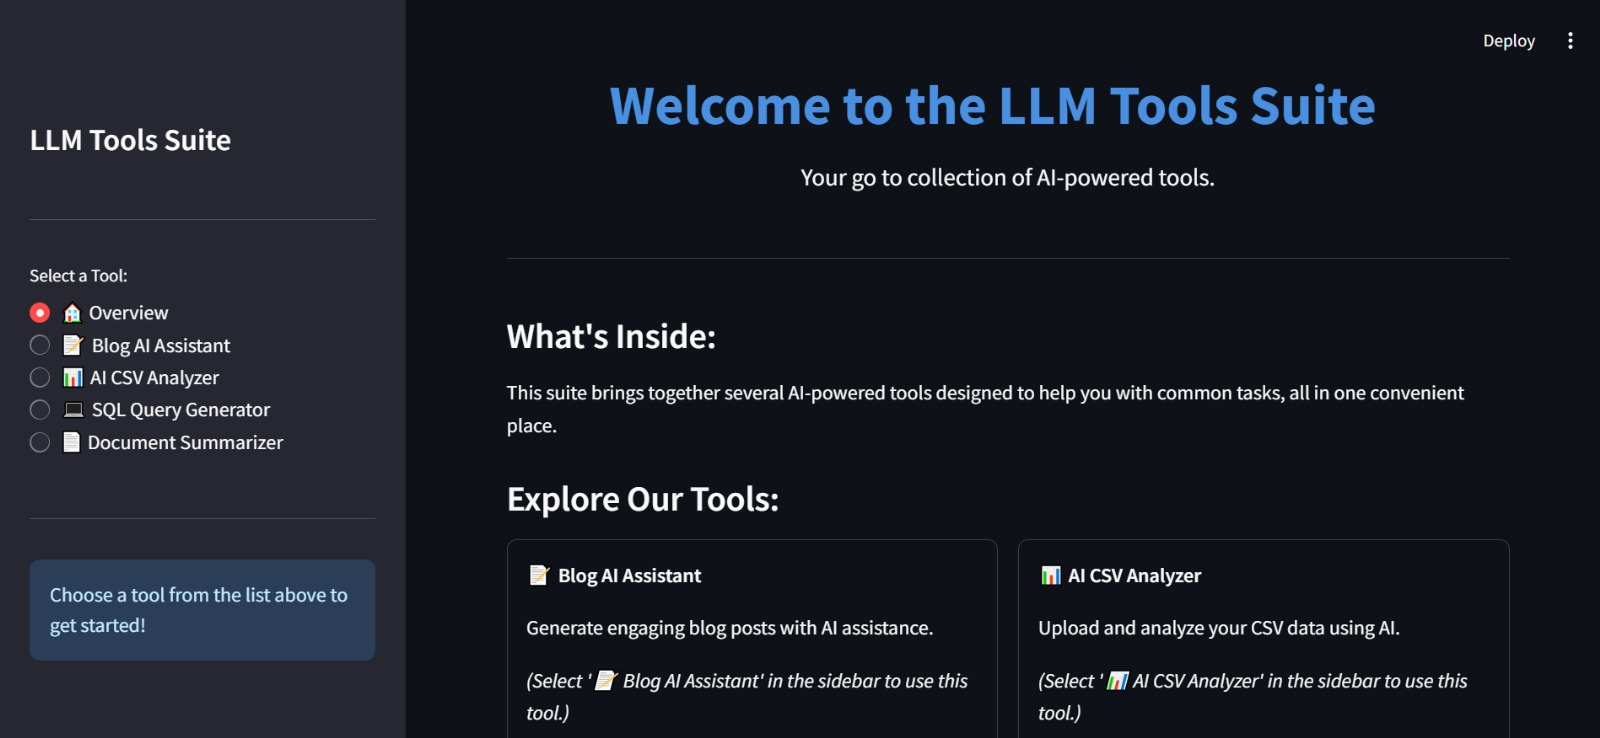 Deploy
LLM Tools Suite
Select a Tool:
🏠 Overview
📝 Blog AI Assistant
📊 AI CSV Analyzer
💻 SQL Query Generator
📄 Document Summarizer
Choose a tool from the list above to
get started!
Welcome to the LLM Tools Suite
Your go to collection of AI-powered tools.
What's Inside:
This suite brings together several AI-powered tools designed to help you with common tasks, all in one convenient
place.
Explore Our Tools:
📝 Blog AI Assistant
Generate engaging blog posts with AI assistance.
(Select '📝 Blog AI Assistant' in the sidebar to use this
tool.)
📊 AI CSV Analyzer
Upload and analyze your CSV data using AI.
(Select '📊 AI CSV Analyzer' in the sidebar to use this
tool.)